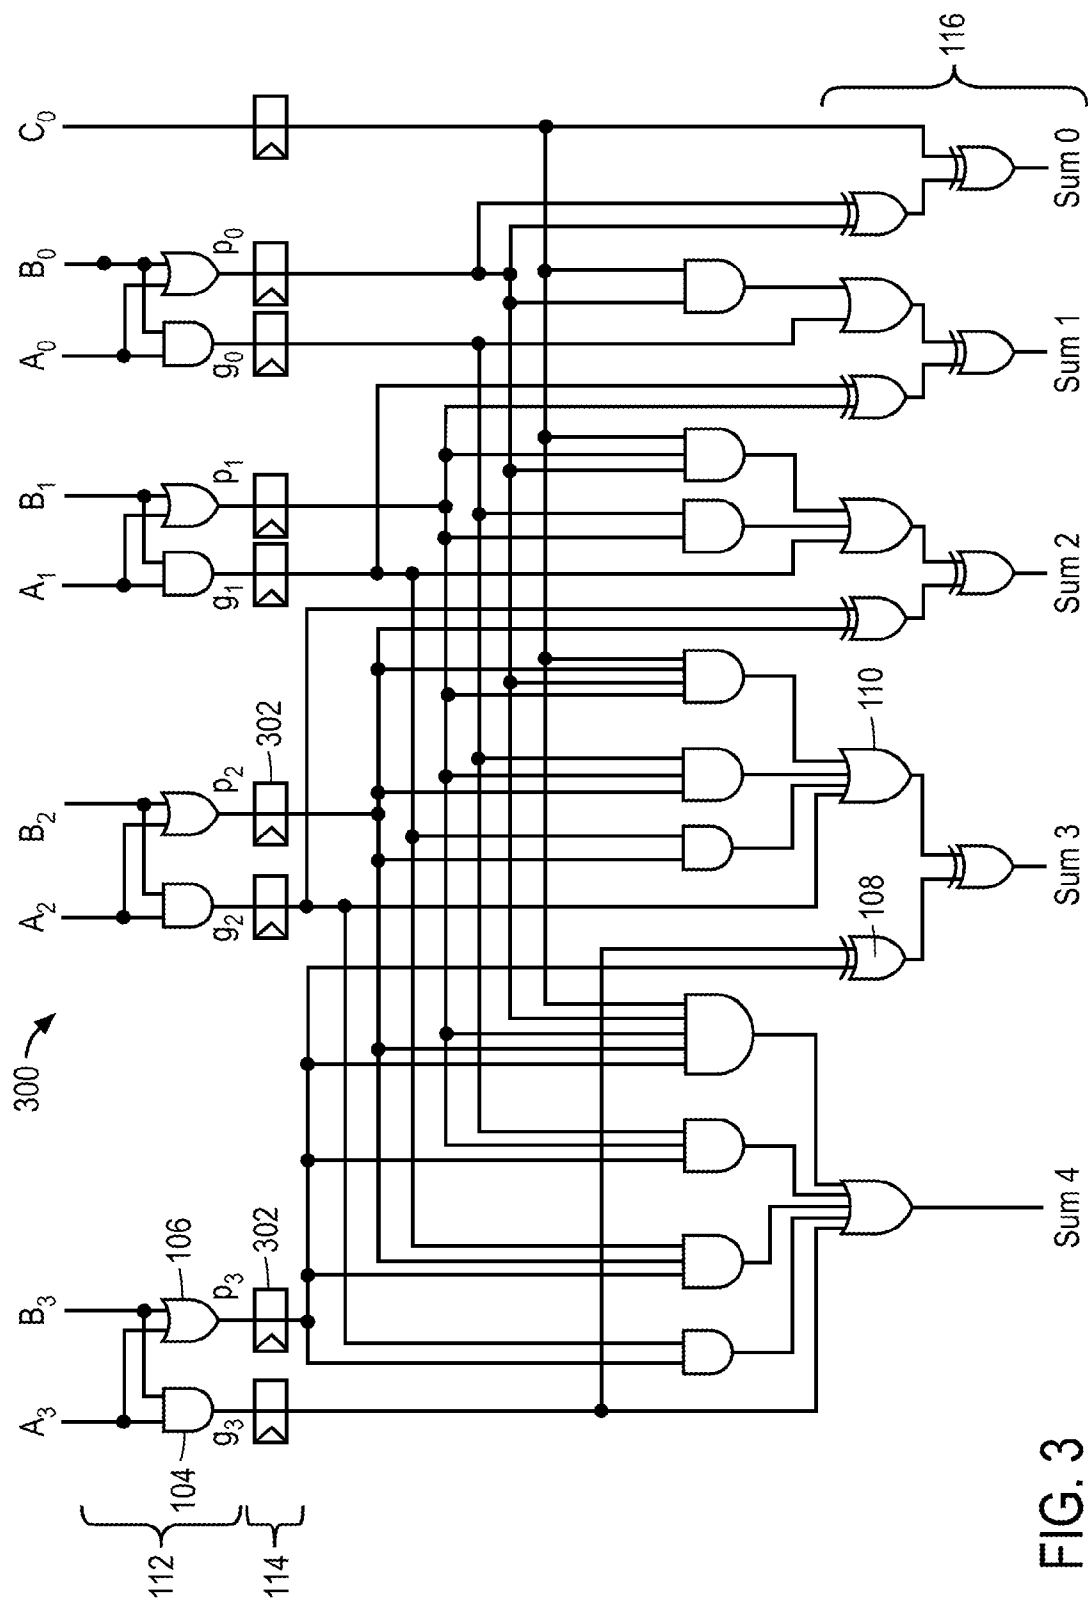 300
A₃ B₃ A₂ B₂ A₁ B₁ A₀ B₀ C₀
112
104
106
g₃ p₃ g₂ p₂ g₁ p₁ g₀ p₀
114
302
302
108
110
116
Sum 4 Sum 3 Sum 2 Sum 1 Sum 0
FIG. 3